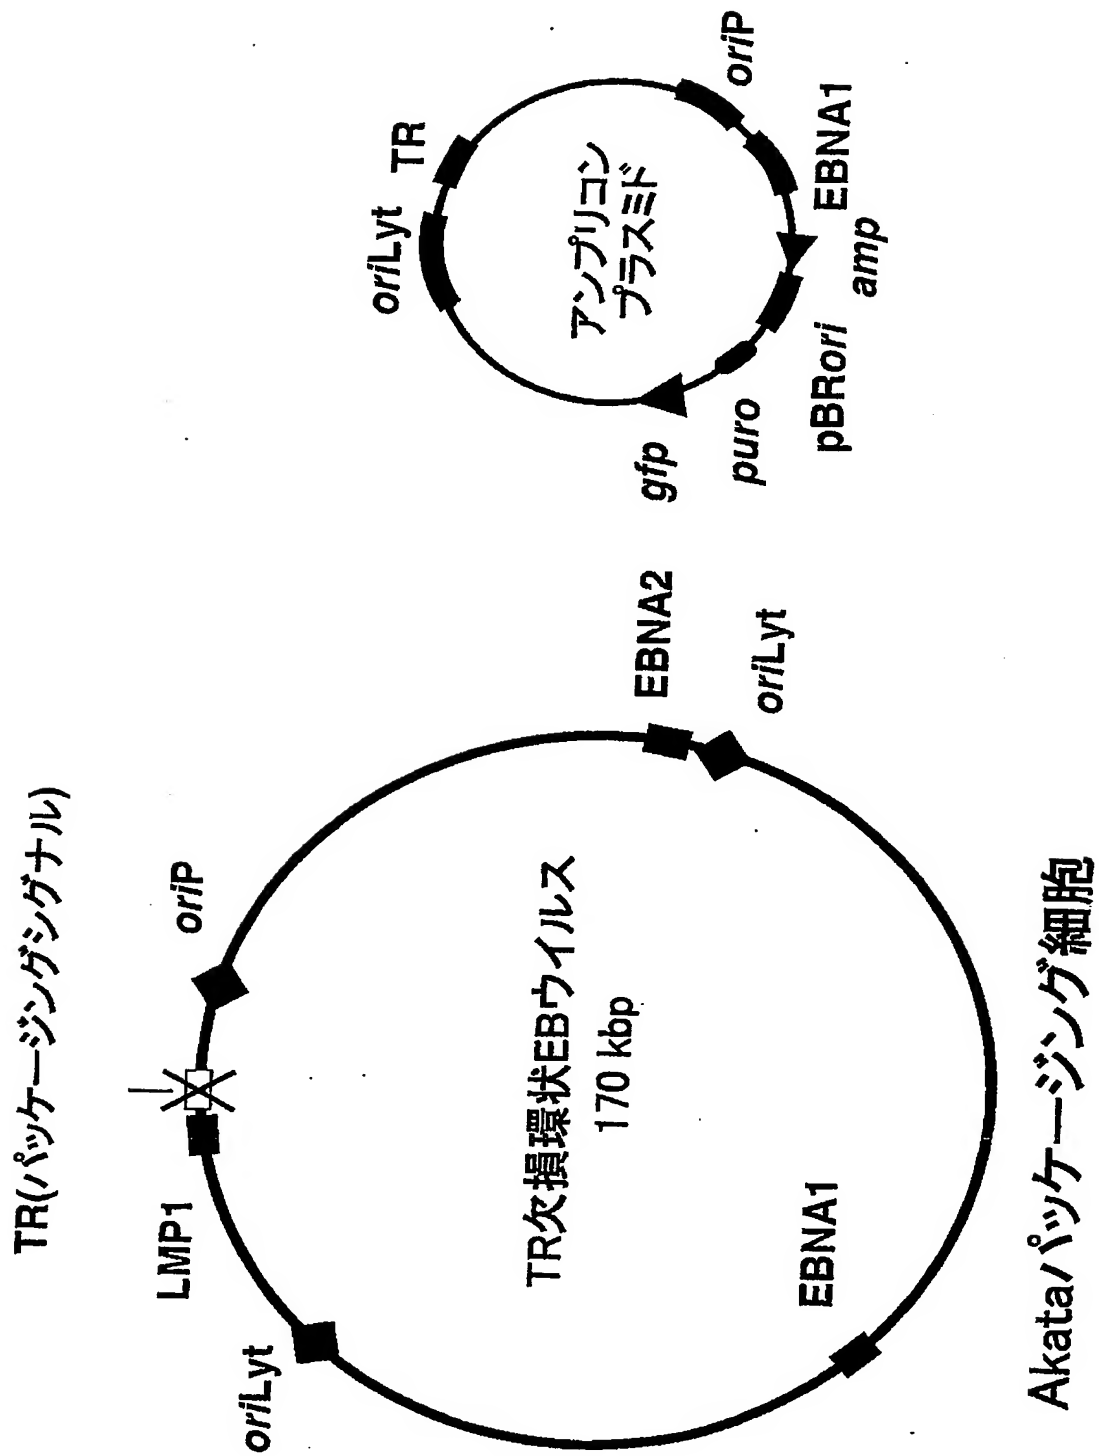 TR(パッケージングシグナル)
LMP1
oriP
oriLyt
EBNA2
oriLyt
EBNA1
TR欠損環状EBウイルス
170 kbp
Akataパッケージング細胞
oriLyt
TR
oriP
EBNA1
amp
pBRori
puro
gfp
アンプリコン
プラスミド